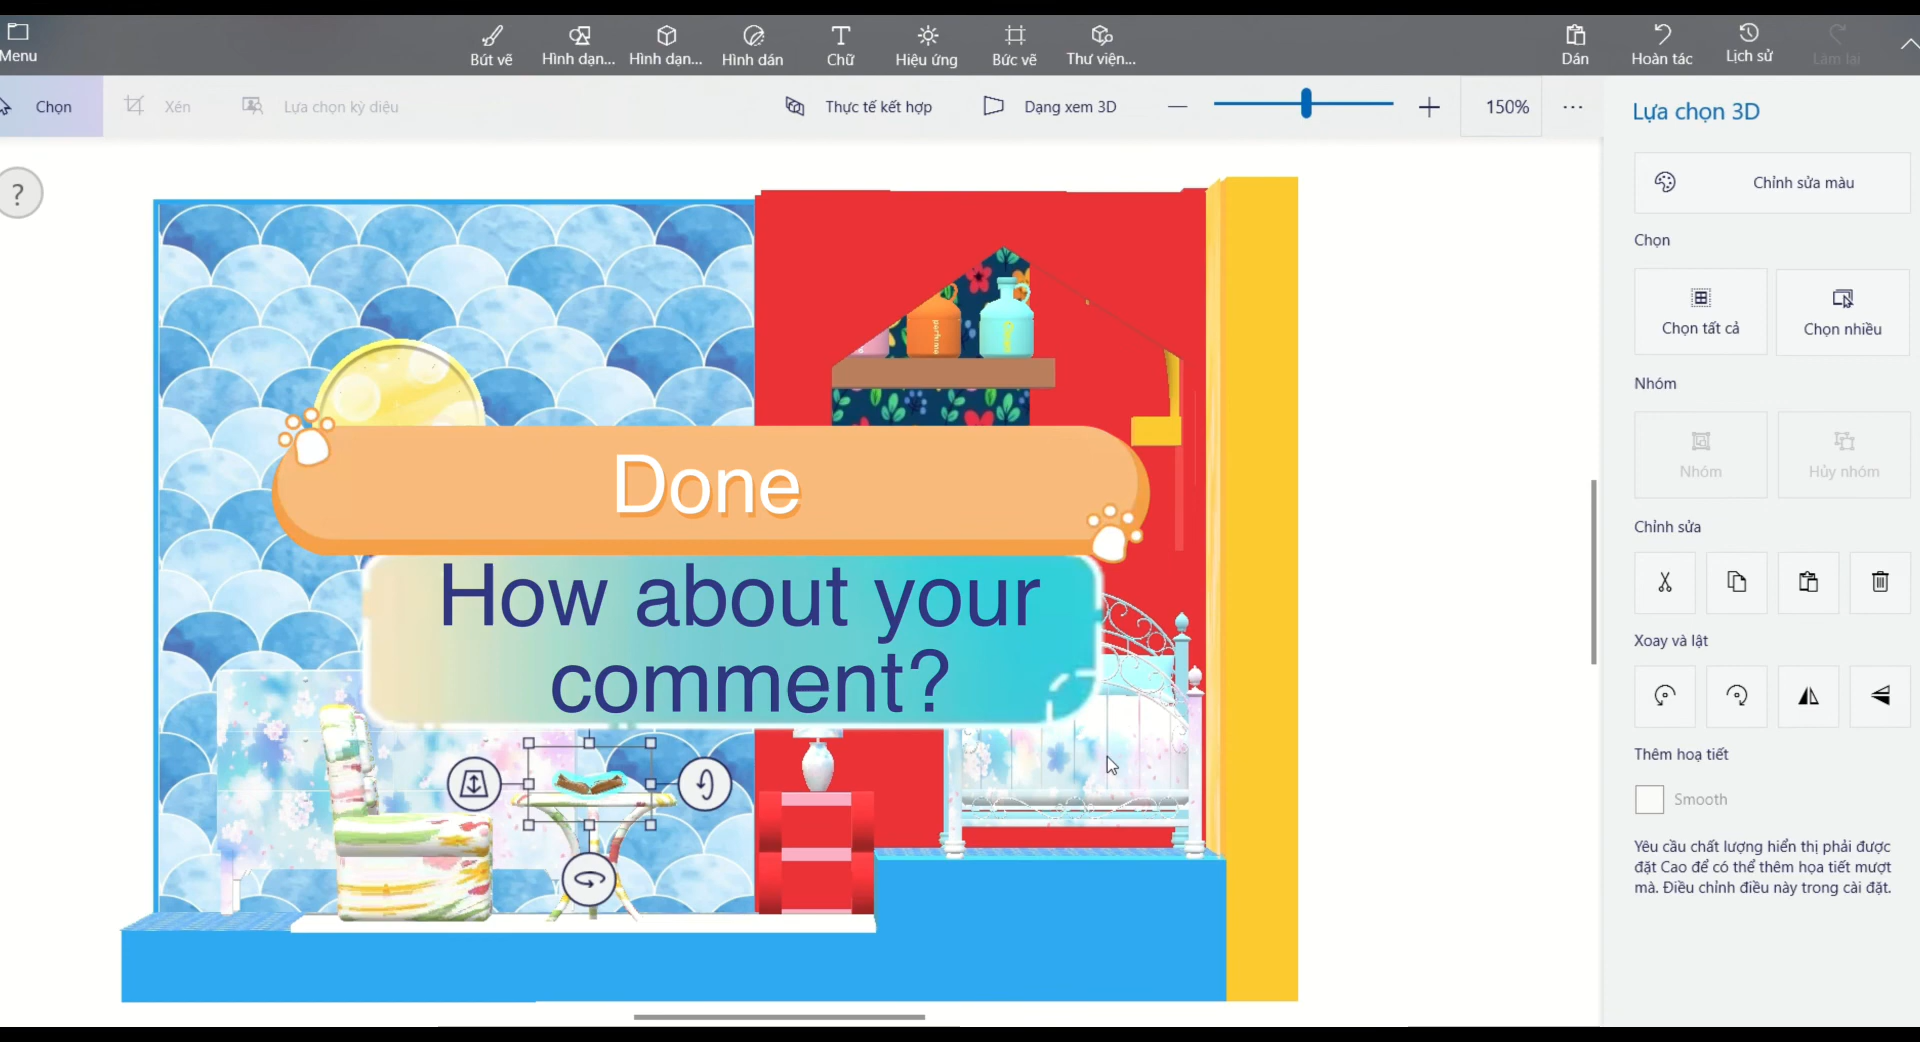 Menu
Bút vẽ
Hình dạn...
Hình dạn...
Hình dán
Chữ
Hiệu ứng
Bức vẽ
Thư viện...
Dán
Hoàn tác
Lịch sử
Làm lại
Chọn
Xén
Lựa chọn kỳ diệu
Thực tế kết hợp
Dạng xem 3D
150%
...
Lựa chọn 3D
?
Chỉnh sửa màu
Chọn
Chọn tất cả
Chọn nhiều
Nhóm
Nhóm
Hủy nhóm
Chỉnh sửa
Xoay và lật
Thêm hoạ tiết
Smooth
Yêu cầu chất lượng hiển thị phải được
đặt Cao để có thể thêm họa tiết mượt
mà. Điều chỉnh điều này trong cài đặt.
Done
How about your
comment?